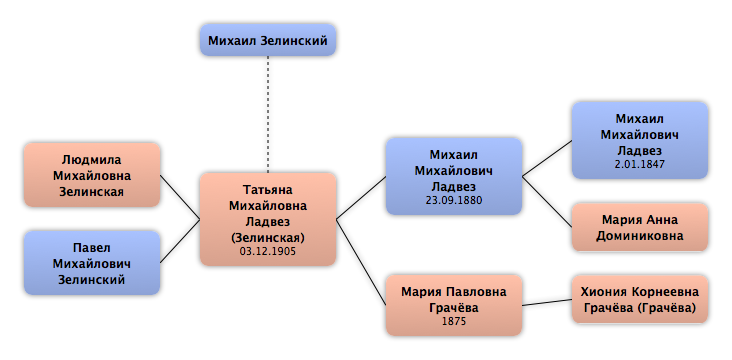 Михаил Зелинский
Людмила
Михайловна
Зелинская
Павел
Михайлович
Зелинский
Татьяна
Михайловна
Ладвез
(Зелинская)
03.12.1905
Михаил
Михайлович
Ладвез
23.09.1880
Мария Павловна
Грачёва
1875
Михаил
Михайлович
Ладвез
2.01.1847
Мария Анна
Доминиковна
Хиония Корнеевна
Грачёва (Грачёва)